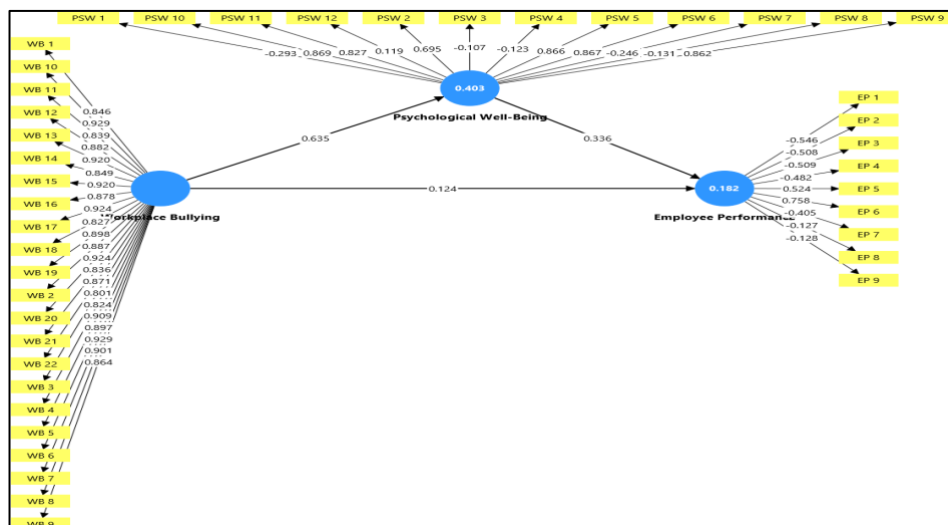 PSW 1 PSW 10 PSW 11 PSW 12 PSW 2 PSW 3 PSW 4 PSW 5 PSW 6 PSW 7 PSW 8 PSW 9
-0.293 0.869 0.827 0.119 0.695 -0.107 -0.123 0.866 0.867 -0.246 -0.131 0.862
0.403
Psychological Well-Being
WB 1
WB 10
WB 11
WB 12
WB 13
WB 14
WB 15
WB 16
WB 17
WB 18
WB 19
WB 2
WB 20
WB 21
WB 22
WB 3
WB 4
WB 5
WB 6
WB 7
WB 8
WB 9
0.846
0.929
0.839
0.882
0.920
0.849
0.920
0.878
0.924
0.827
0.898
0.887
0.924
0.836
0.871
0.801
0.824
0.909
0.897
0.929
0.901
0.864
Bullying
0.635
0.336
0.124
0.182
Employee
-0.546
-0.508
-0.509
-0.482
0.524
0.758
-0.405
-0.127
-0.128
EP 1
EP 2
EP 3
EP 4
EP 5
EP 6
EP 7
EP 8
EP 9